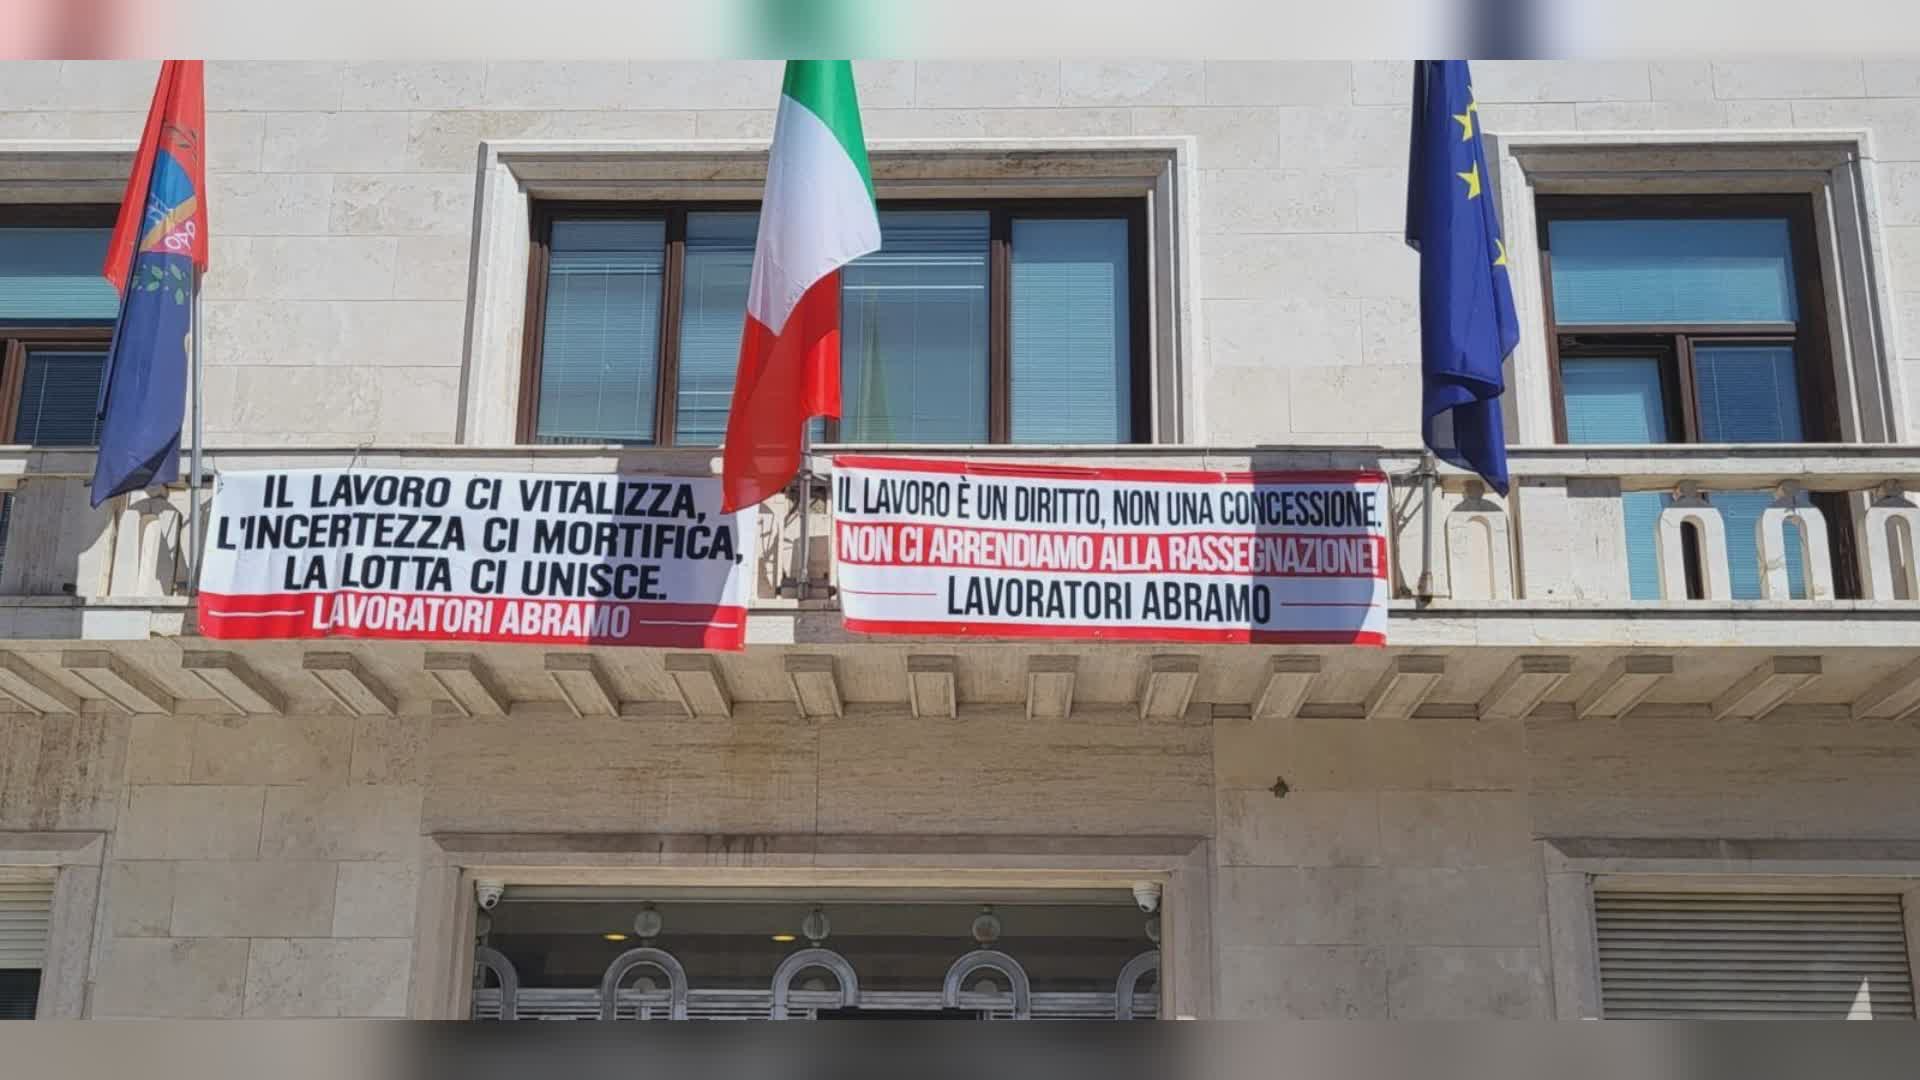 IL LAVORO CI VITALIZZA,
L'INCERTEZZA CI MORTIFICA,
LA LOTTA CI UNISCE.
LAVORATORI ABRAMO
IL LAVORO È UN DIRITTO, NON UNA CONCESSIONE.
NON CI ARRENDIAMO ALLA RASSEGNAZIONE!
LAVORATORI ABRAMO